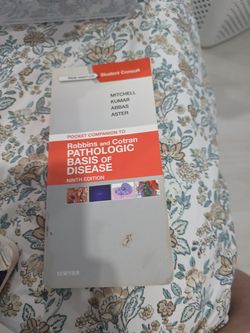 Student Consult
MITCHELL
KUMAR
ABBAS
ASTER
POCKET COMPANION TO
Robbins and Cotran
PATHOLOGIC
BASIS OF
DISEASE
NINTH EDITION
ELSEVIER